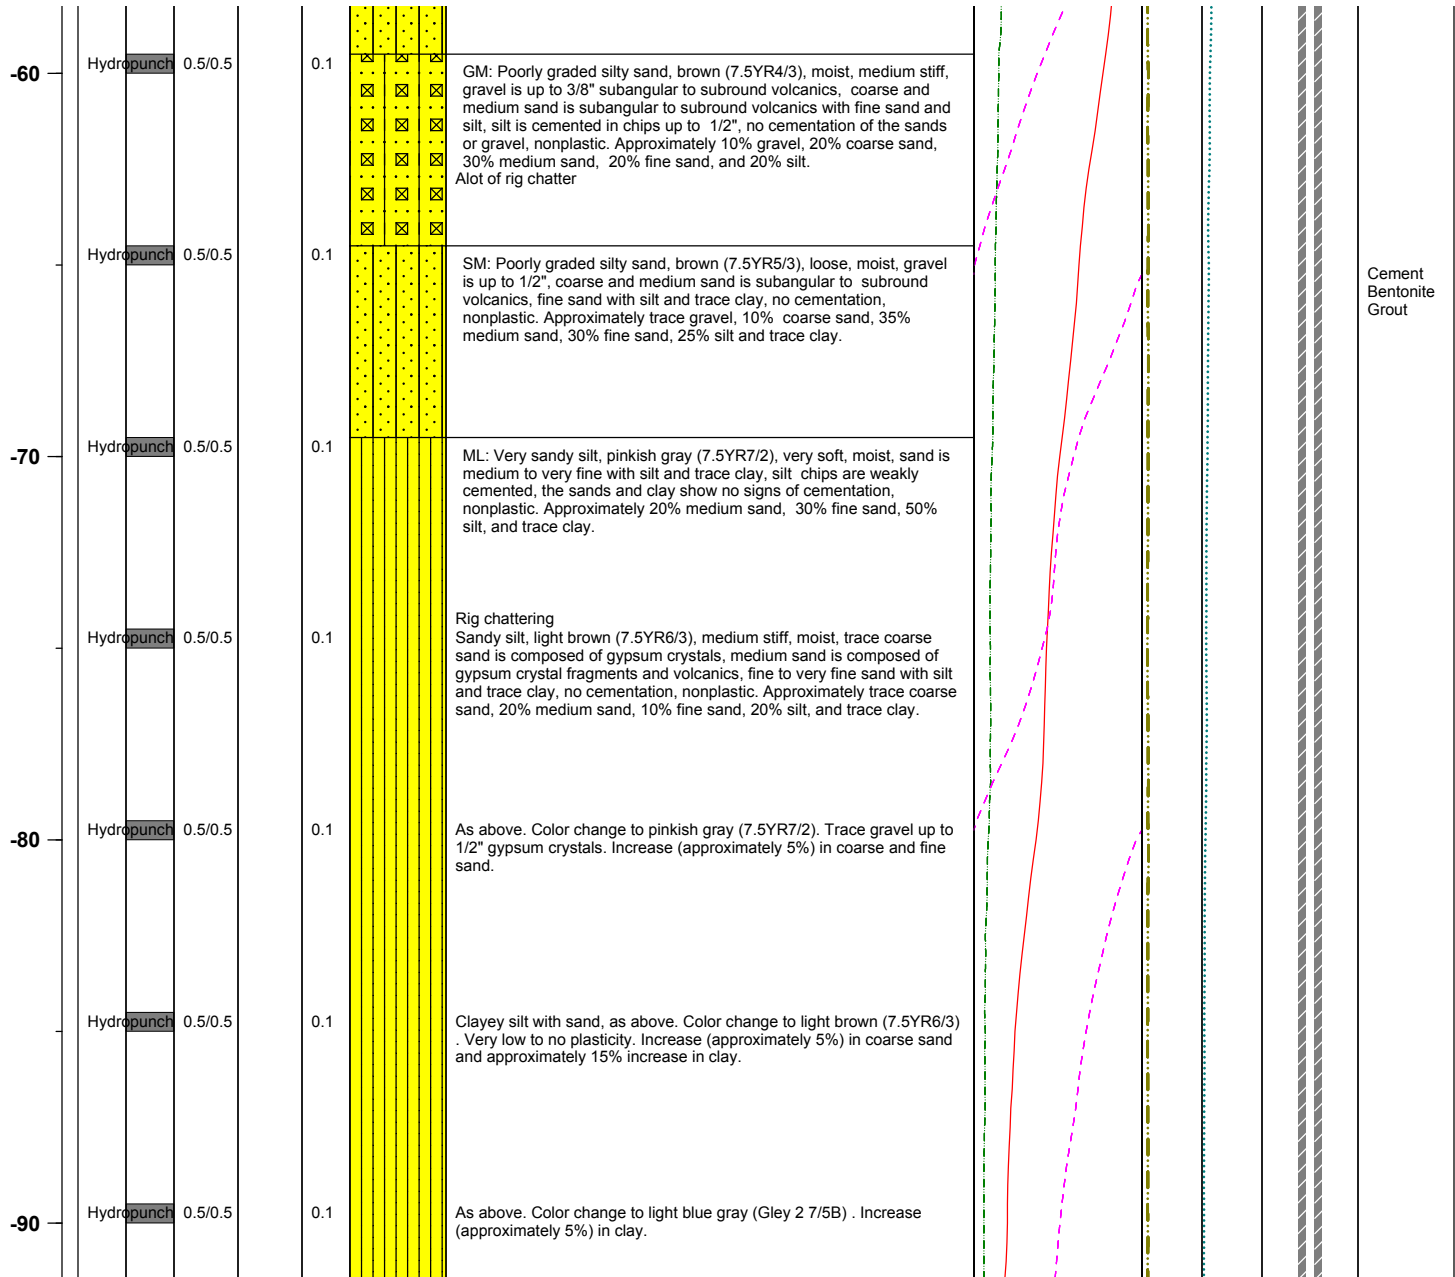 -60
Hydropunch 0.5/0.5 0.1
GM: Poorly graded silty sand, brown (7.5YR4/3), moist, medium stiff,
gravel is up to 3/8" subangular to subround volcanics, coarse and
medium sand is subangular to subround volcanics with fine sand and
silt, silt is cemented in chips up to 1/2", no cementation of the sands
or gravel, nonplastic. Approximately 10% gravel, 20% coarse sand,
30% medium sand, 20% fine sand, and 20% silt.
Alot of rig chatter
Hydropunch 0.5/0.5 0.1
SM: Poorly graded silty sand, brown (7.5YR5/3), loose, moist, gravel
is up to 1/2", coarse and medium sand is subangular to subround
volcanics, fine sand with silt and trace clay, no cementation,
nonplastic. Approximately trace gravel, 10% coarse sand, 35%
medium sand, 30% fine sand, 25% silt and trace clay.
Cement
Bentonite
Grout
-70
Hydropunch 0.5/0.5 0.1
ML: Very sandy silt, pinkish gray (7.5YR7/2), very soft, moist, sand is
medium to very fine with silt and trace clay, silt chips are weakly
cemented, the sands and clay show no signs of cementation,
nonplastic. Approximately 20% medium sand, 30% fine sand, 50%
silt, and trace clay.
Rig chattering
Hydropunch 0.5/0.5 0.1
Sandy silt, light brown (7.5YR6/3), medium stiff, moist, trace coarse
sand is composed of gypsum crystals, medium sand is composed of
gypsum crystal fragments and volcanics, fine to very fine sand with silt
and trace clay, no cementation, nonplastic. Approximately trace coarse
sand, 20% medium sand, 10% fine sand, 20% silt, and trace clay.
-80
Hydropunch 0.5/0.5 0.1
As above. Color change to pinkish gray (7.5YR7/2). Trace gravel up to
1/2" gypsum crystals. Increase (approximately 5%) in coarse and fine
sand.
Hydropunch 0.5/0.5 0.1
Clayey silt with sand, as above. Color change to light brown (7.5YR6/3)
. Very low to no plasticity. Increase (approximately 5%) in coarse sand
and approximately 15% increase in clay.
-90
Hydropunch 0.5/0.5 0.1
As above. Color change to light blue gray (Gley 2 7/5B) . Increase
(approximately 5%) in clay.